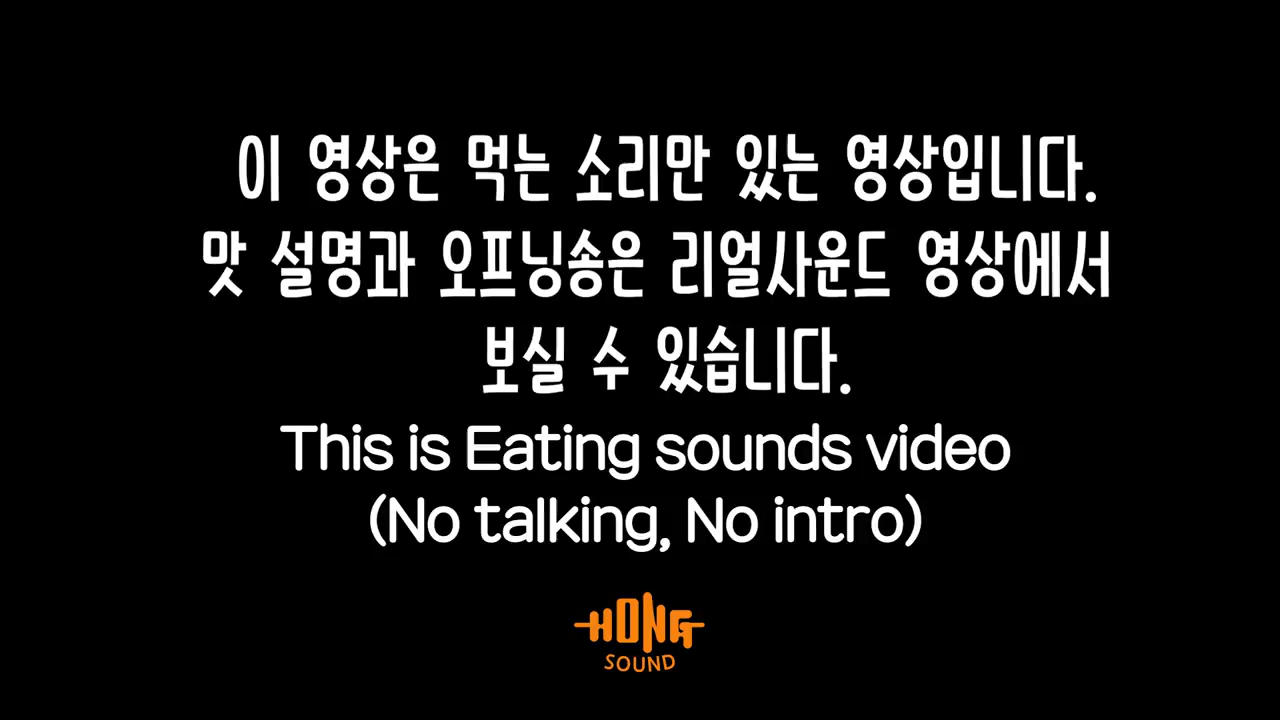 이 영상은 먹는 소리만 있는 영상입니다.
맛 설명과 오프닝송은 리얼사운드 영상에서
보실 수 있습니다.
This is Eating sounds video
(No talking, No intro)
HONG
SOUND